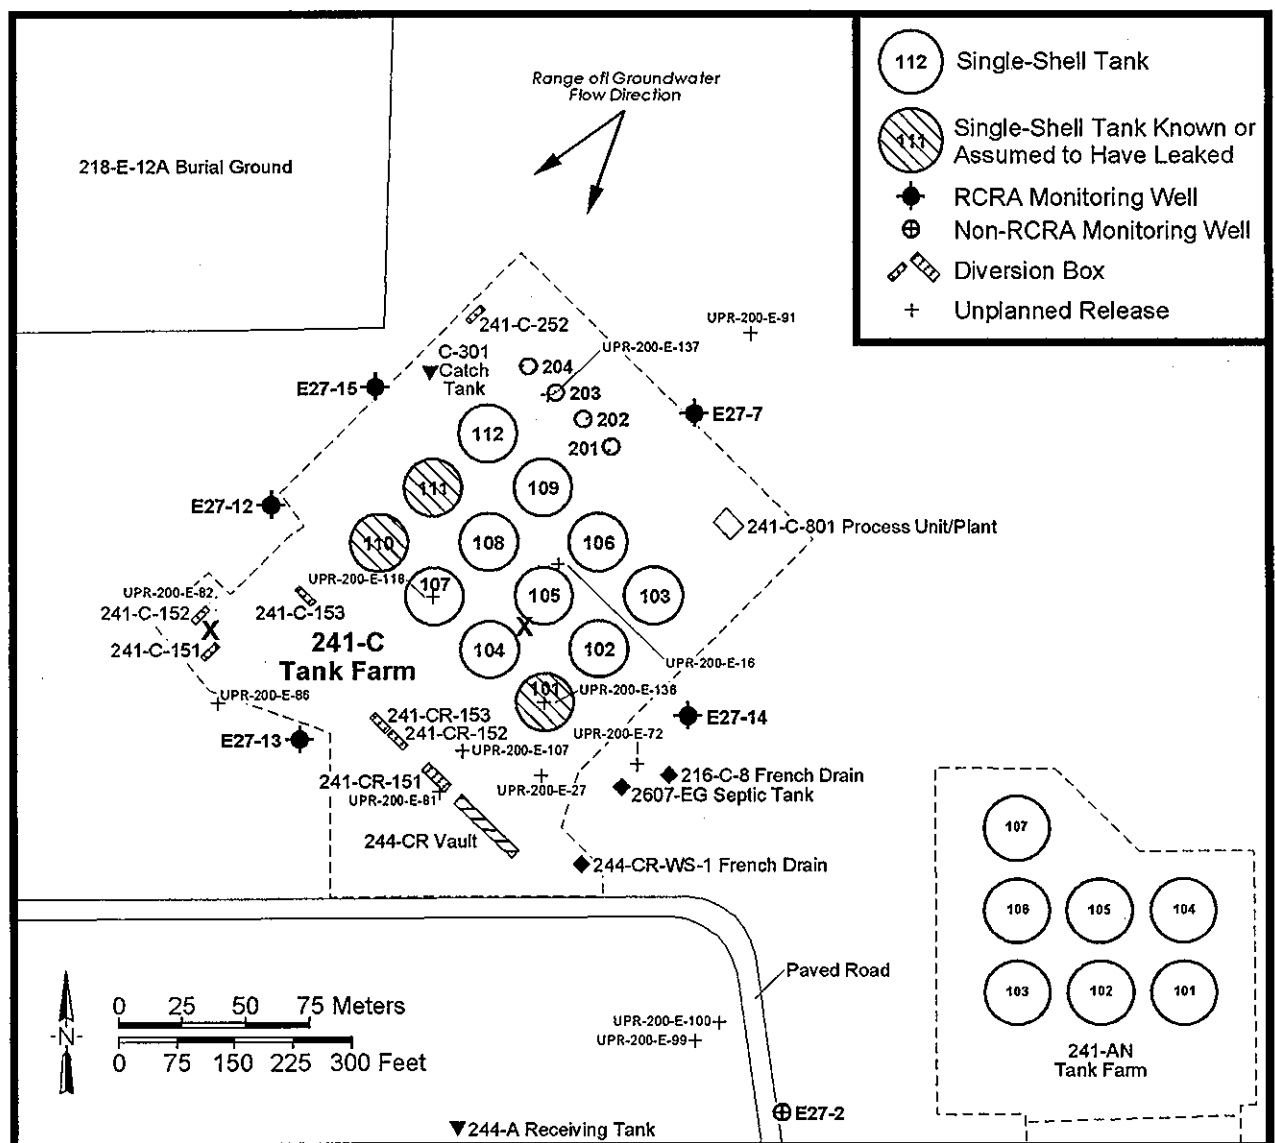 112 Single-Shell Tank
111 Single-Shell Tank Known or
Assumed to Have Leaked
RCRA Monitoring Well
Non-RCRA Monitoring Well
Diversion Box
Unplanned Release
Range ofl Groundwater
Flow Direction
218-E-12A Burial Ground
241-C-252
UPR-200-E-91
UPR-200-E-137
C-301
Catch
Tank
204
E27-15
203
E27-7
202
112
201
111
109
E27-12
241-C-801 Process Unit/Plant
110
108
106
UPR-200-E-118
107
UPR-200-E-82
105
103
241-C-152
241-C-153
X
X
241-C
Tank Farm
241-C-151
104
102
UPR-200-E-16
101
UPR-200-E-136
UPR-200-E-86
241-CR-153
E27-14
241-CR-152
UPR-200-E-72
E27-13
UPR-200-E-107
241-CR-151
216-C-8 French Drain
UPR-200-E-27
2607-EG Septic Tank
UPR-200-E-81
244-CR Vault
244-CR-WS-1 French Drain
107
106
105
104
103
102
101
241-AN
Tank Farm
Paved Road
N
0 25 50 75 Meters
0 75 150 225 300 Feet
UPR-200-E-100
UPR-200-E-99
E27-2
244-A Receiving Tank